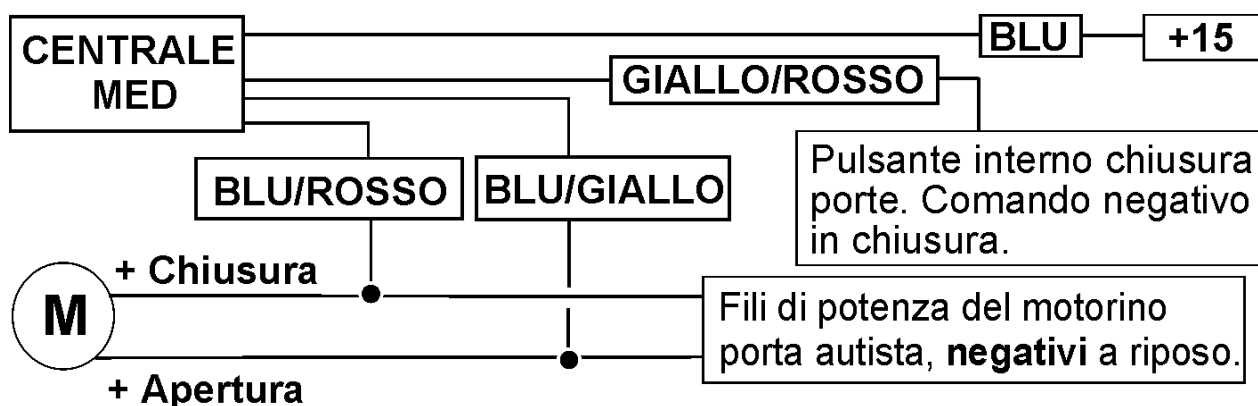 CENTRALE
MED
BLU
+15
GIALLO/ROSSO
BLU/ROSSO
BLU/GIALLO
Pulsante interno chiusura
porte. Comando negativo
in chiusura.
+ Chiusura
M
Fili di potenza del motorino
porta autista, negativi a riposo.
+ Apertura